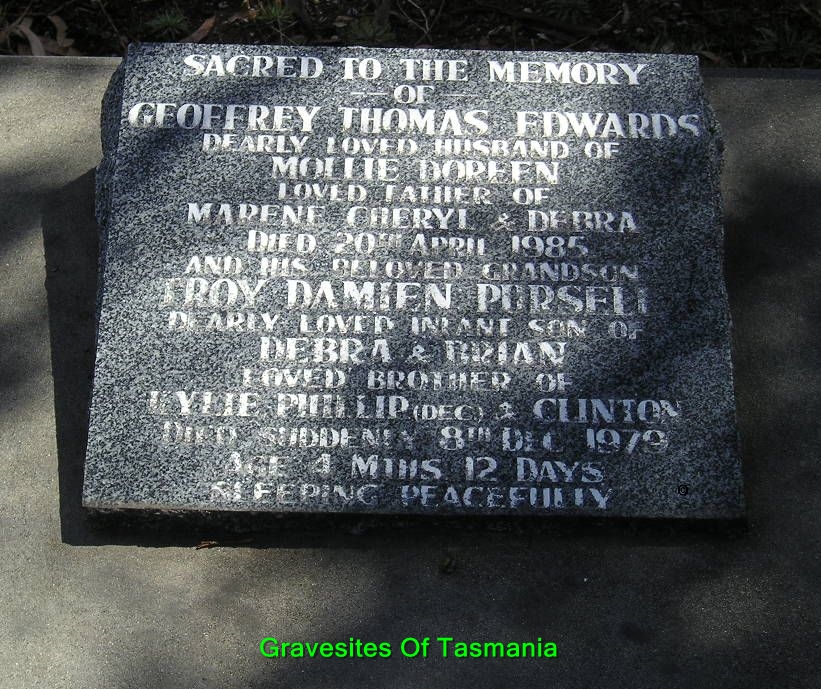 SACRED TO THE MEMORY
OF
GEOFFREY THOMAS EDWARDS
DEARLY LOVED HUSBAND OF
MOLLIE DOREEN
LOVED FATHER OF
MARENE CHERYL & DEBRA
DIED 20TH APRIL 1985
AND HIS BELOVED GRANDSON
TROY DAMIEN PURSELL
DEARLY LOVED INFANT SON OF
DEBRA & BRIAN
LOVED BROTHER OF
KYLIE PHILLIP (DEC) & CLINTON
DIED SUDDENLY 8TH DEC 1979
AGE 4 MTHS 12 DAYS
SLEEPING PEACEFULLY
Gravesites Of Tasmania